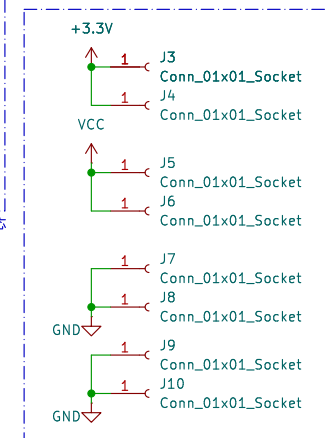 +3.3V
1 J3
Conn_01x01_Socket
1 J4
Conn_01x01_Socket
VCC
1 J5
Conn_01x01_Socket
1 J6
Conn_01x01_Socket
1 J7
Conn_01x01_Socket
1 J8
Conn_01x01_Socket
GND
1 J9
Conn_01x01_Socket
1 J10
Conn_01x01_Socket
GND